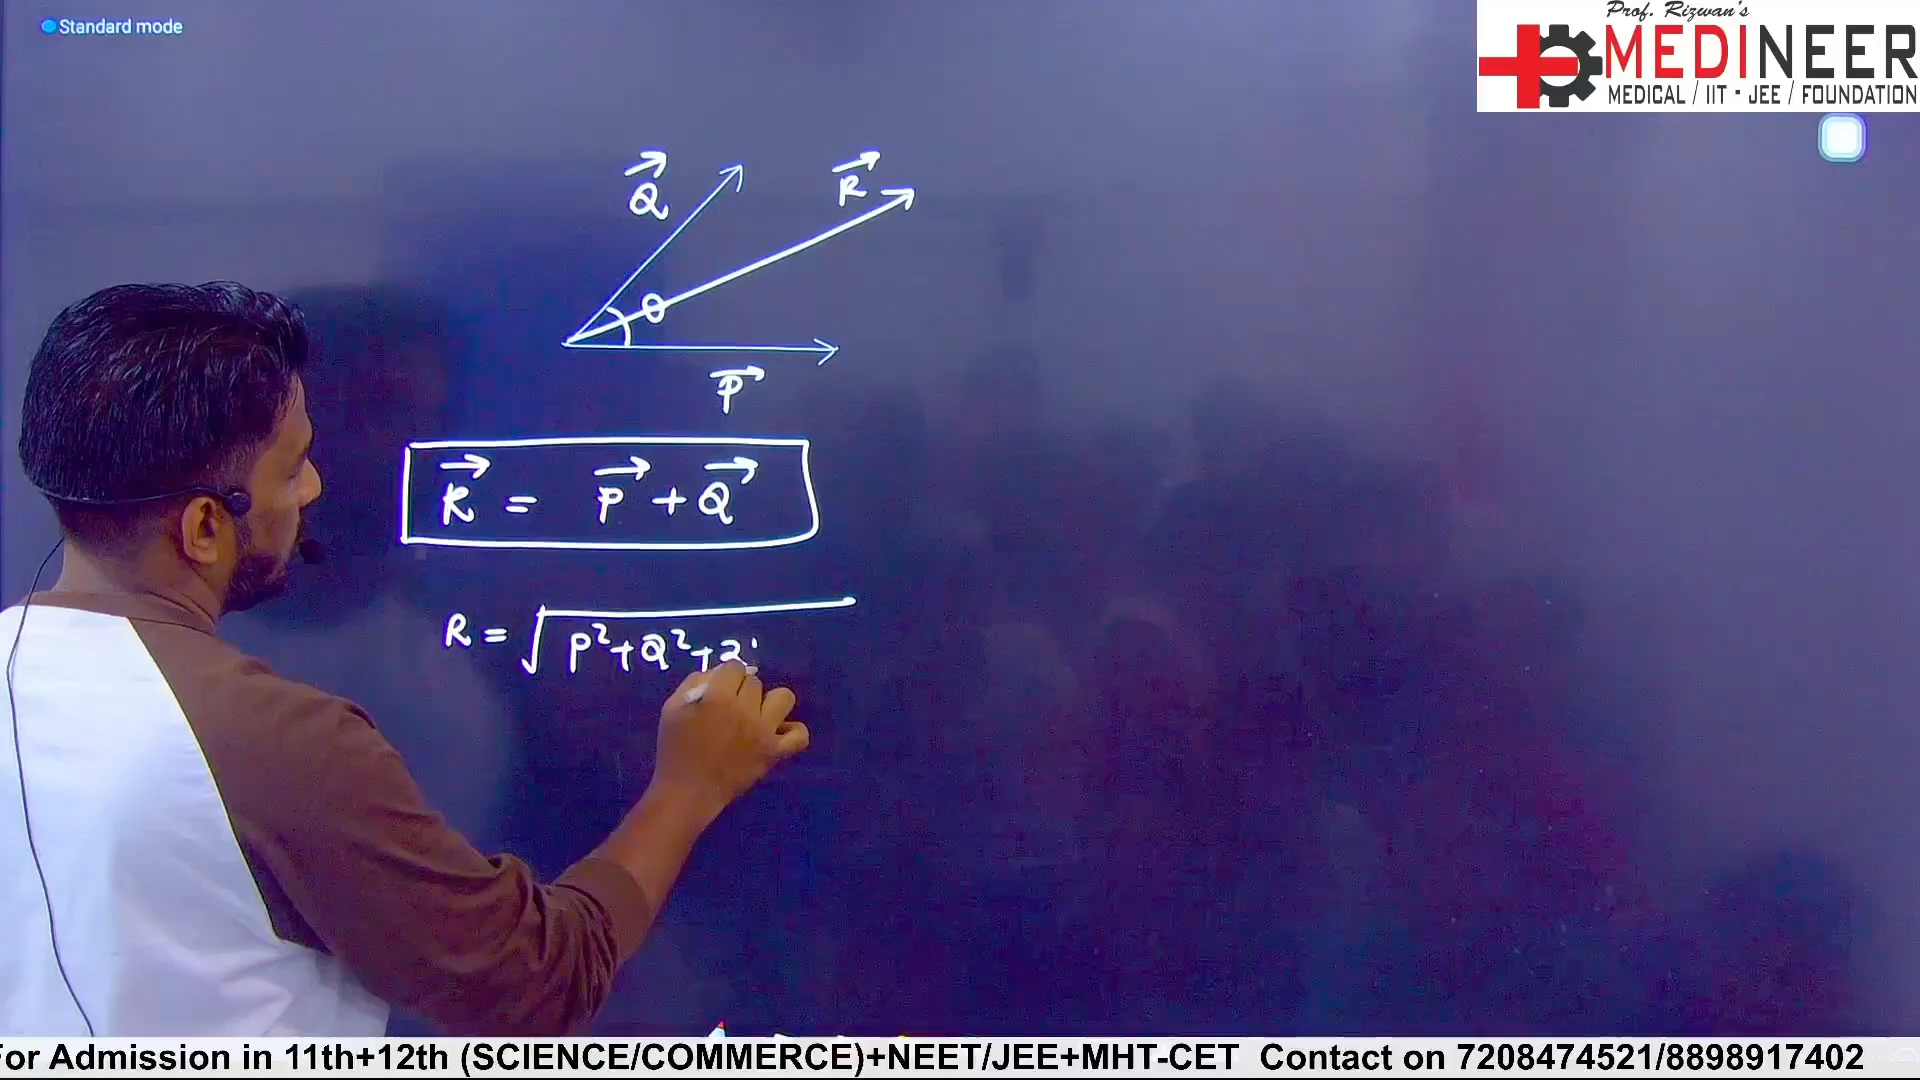 Standard mode
Prof. Rizwan's
MEDINEER
MEDICAL / IIT - JEE / FOUNDATION
Q⃗
R⃗
θ
P⃗
R⃗ = P⃗ + Q⃗
R = √P²+Q²+2
For Admission in 11th+12th (SCIENCE/COMMERCE)+NEET/JEE+MHT-CET Contact on 7208474521/8898917402